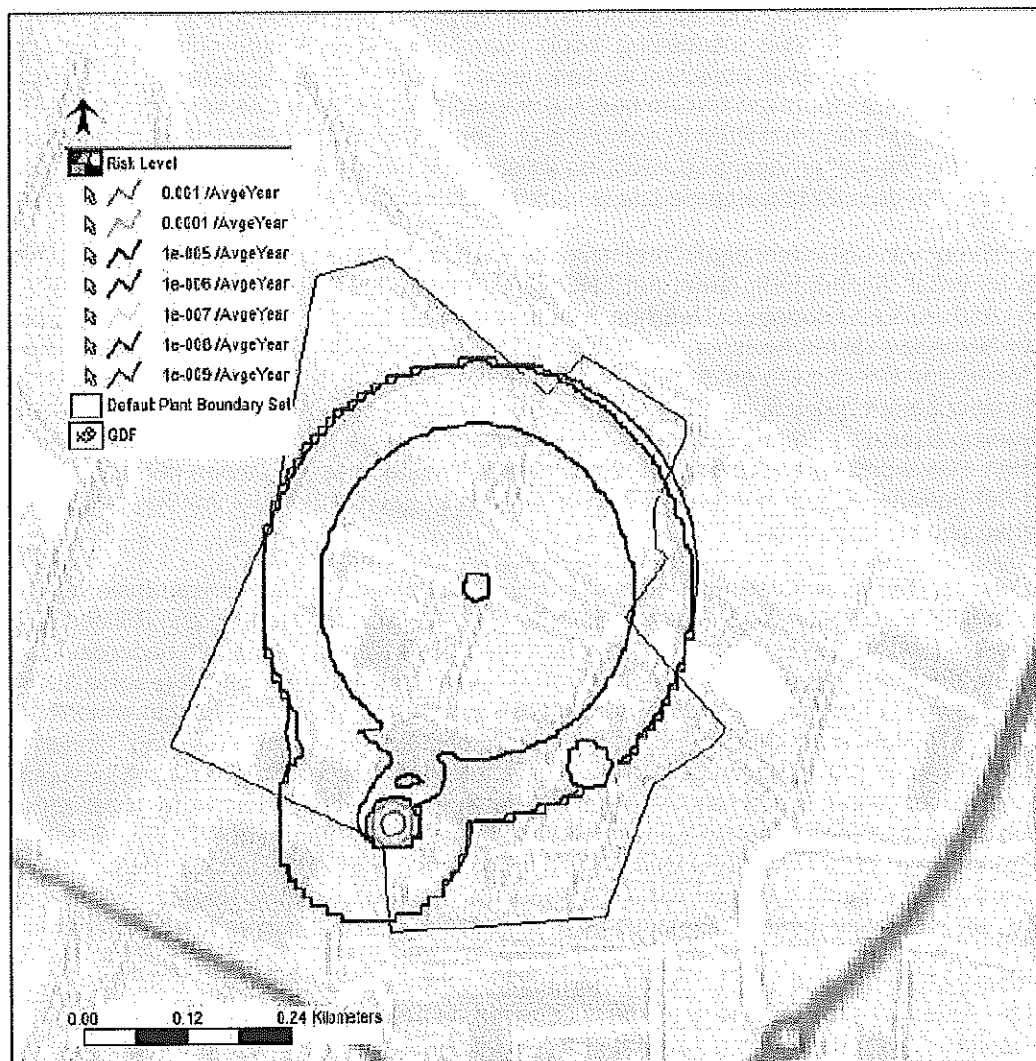 Risk Level
0.001 /AvgeYear
0.0001 /AvgeYear
1e-005 /AvgeYear
1e-006 /AvgeYear
1e-007 /AvgeYear
1e-008 /AvgeYear
1e-009 /AvgeYear
Default Plant Boundary Set
GDF
0.00 0.12 0.24 Kilometers